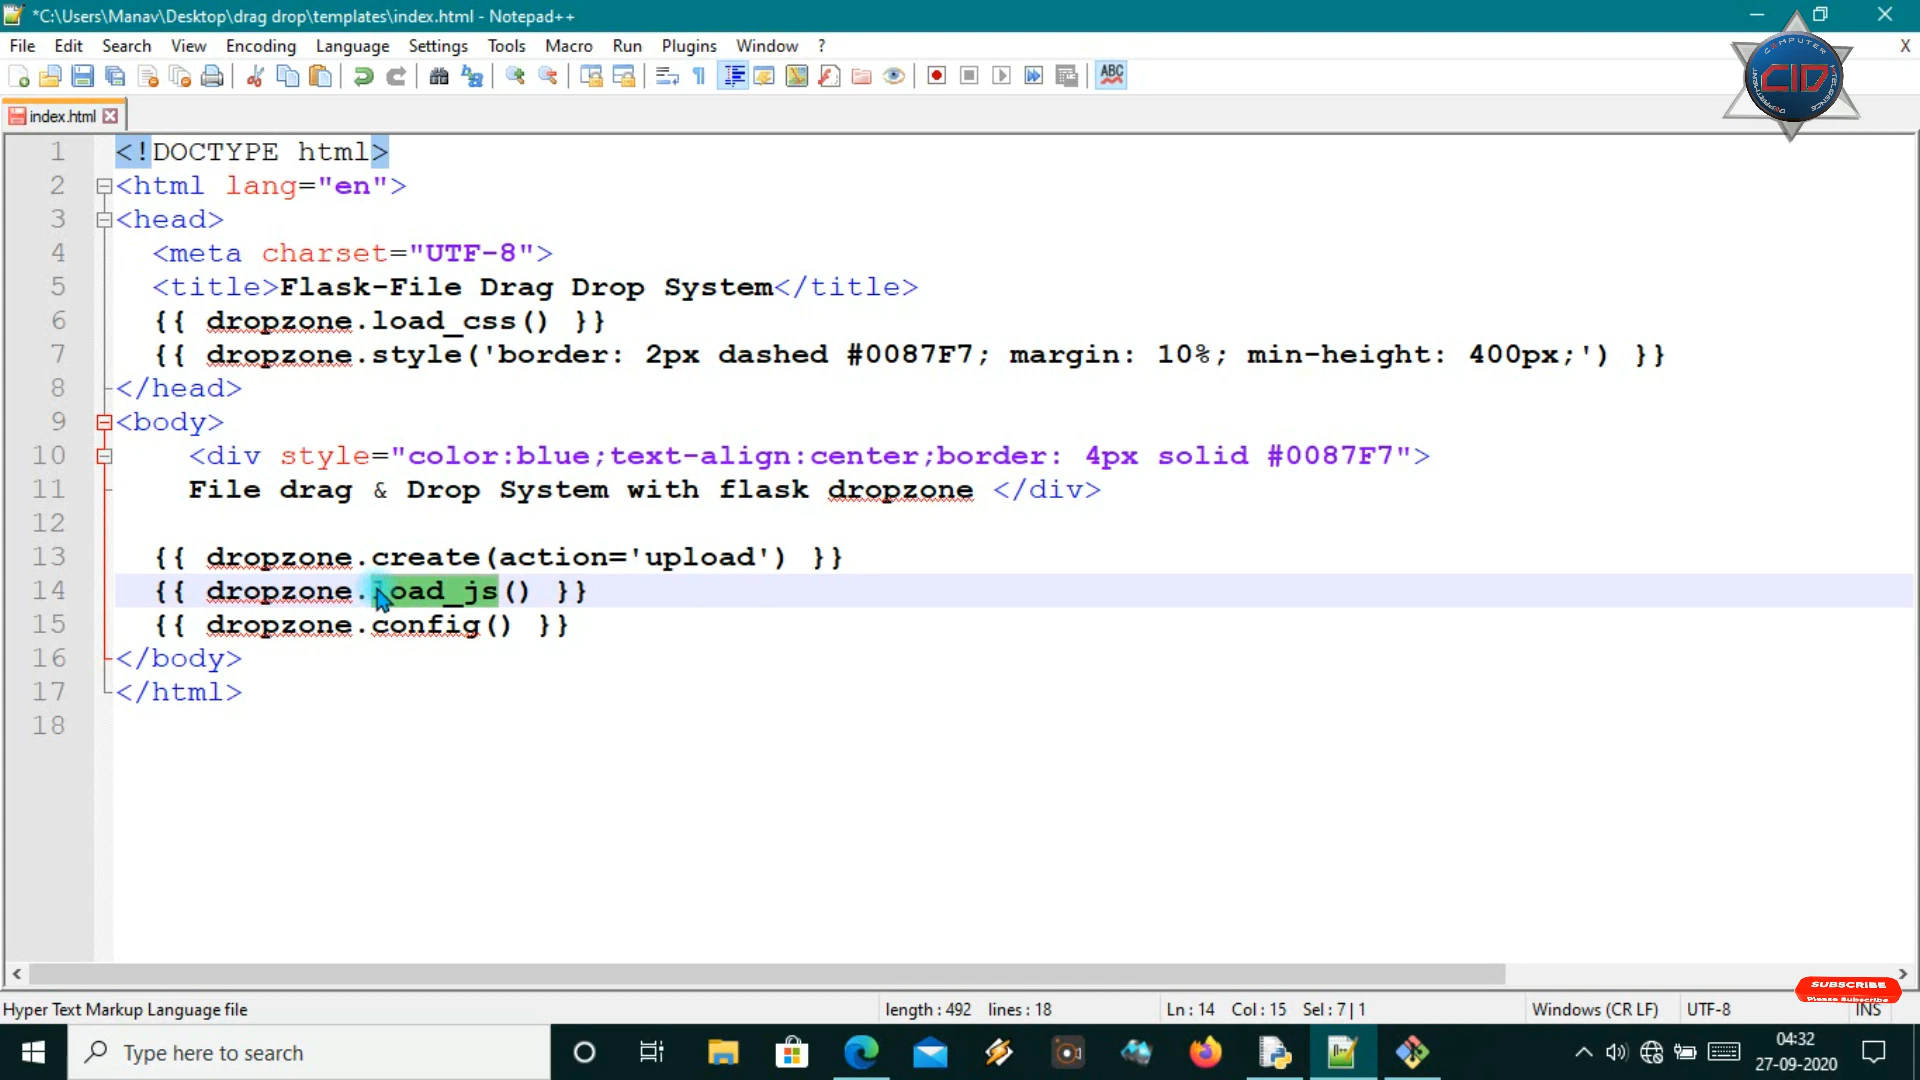 *C:\Users\Manav\Desktop\drag drop\templates\index.html - Notepad++
File Edit Search View Encoding Language Settings Tools Macro Run Plugins Window ? X
ABC
COMPUTER
CID
index.html
1 <!DOCTYPE html>
2 <html lang="en">
3 <head>
4 <meta charset="UTF-8">
5 <title>Flask-File Drag Drop System</title>
6 {{ dropzone.load_css() }}
7 {{ dropzone.style('border: 2px dashed #0087F7; margin: 10%; min-height: 400px;') }}
8 </head>
9 <body>
10 <div style="color:blue;text-align:center;border: 4px solid #0087F7">
11 File drag & Drop System with flask dropzone </div>
12
13 {{ dropzone.create(action='upload') }}
14 {{ dropzone.load_js() }}
15 {{ dropzone.config() }}
16 </body>
17 </html>
18
SUBSCRIBE
Please Subscribe
Hyper Text Markup Language file length : 492 lines : 18 Ln : 14 Col : 15 Sel : 7 | 1 Windows (CR LF) UTF-8 INS
Type here to search
04:32
27-09-2020